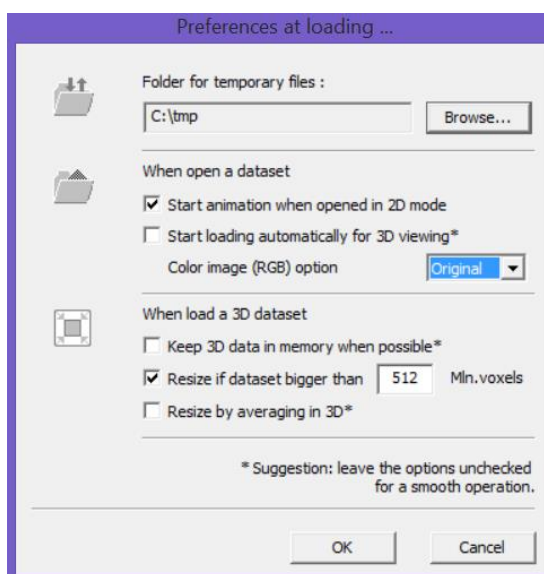 Preferences at loading ...
Folder for temporary files :
C:\tmp
Browse...
When open a dataset
Start animation when opened in 2D mode
Start loading automatically for 3D viewing*
Color image (RGB) option Original
When load a 3D dataset
Keep 3D data in memory when possible*
Resize if dataset bigger than 512 Mln.voxels
Resize by averaging in 3D*
* Suggestion: leave the options unchecked
for a smooth operation.
OK Cancel